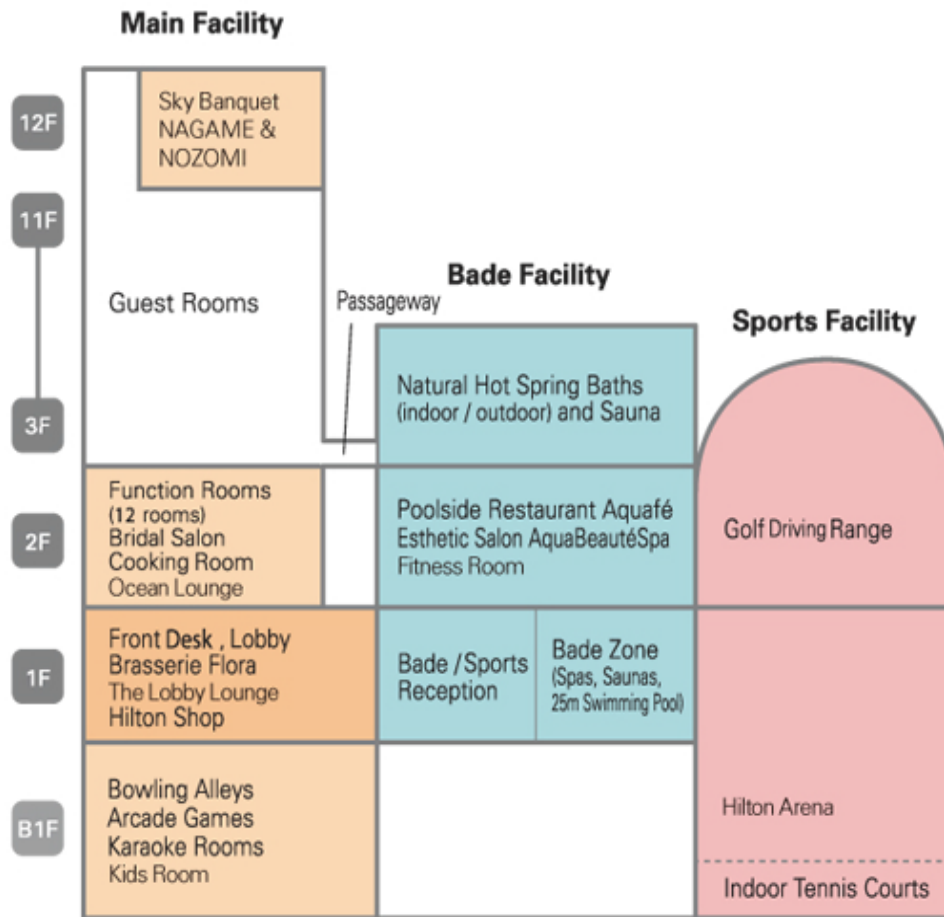 Main Facility
12F
Sky Banquet
NAGAME &
NOZOMI
11F
Guest Rooms
3F
Passageway
Bade Facility
Natural Hot Spring Baths
(indoor / outdoor) and Sauna
Sports Facility
2F
Function Rooms
(12 rooms)
Bridal Salon
Cooking Room
Ocean Lounge
Poolside Restaurant Aquafé
Esthetic Salon AquaBeautéSpa
Fitness Room
Golf Driving Range
1F
Front Desk , Lobby
Brasserie Flora
The Lobby Lounge
Hilton Shop
Bade / Sports
Reception
Bade Zone
(Spas, Saunas,
25m Swimming Pool)
B1F
Bowling Alleys
Arcade Games
Karaoke Rooms
Kids Room
Hilton Arena
Indoor Tennis Courts